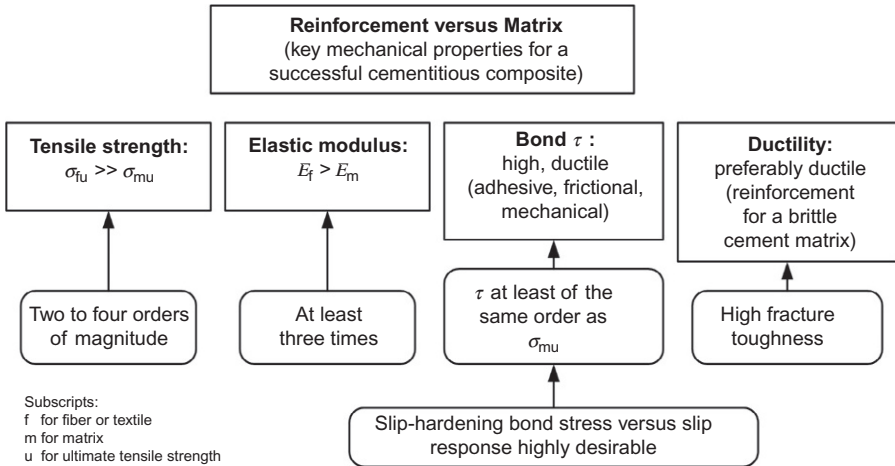 Reinforcement versus Matrix
(key mechanical properties for a
successful cementitious composite)
Tensile strength:
σfu >> σmu
Elastic modulus:
Ef > Em
Bond τ :
high, ductile
(adhesive, frictional,
mechanical)
Ductility:
preferably ductile
(reinforcement
for a brittle
cement matrix)
Two to four orders
of magnitude
At least
three times
τ at least of the
same order as
σmu
High fracture
toughness
Slip-hardening bond stress versus slip
response highly desirable
Subscripts:
f for fiber or textile
m for matrix
u for ultimate tensile strength